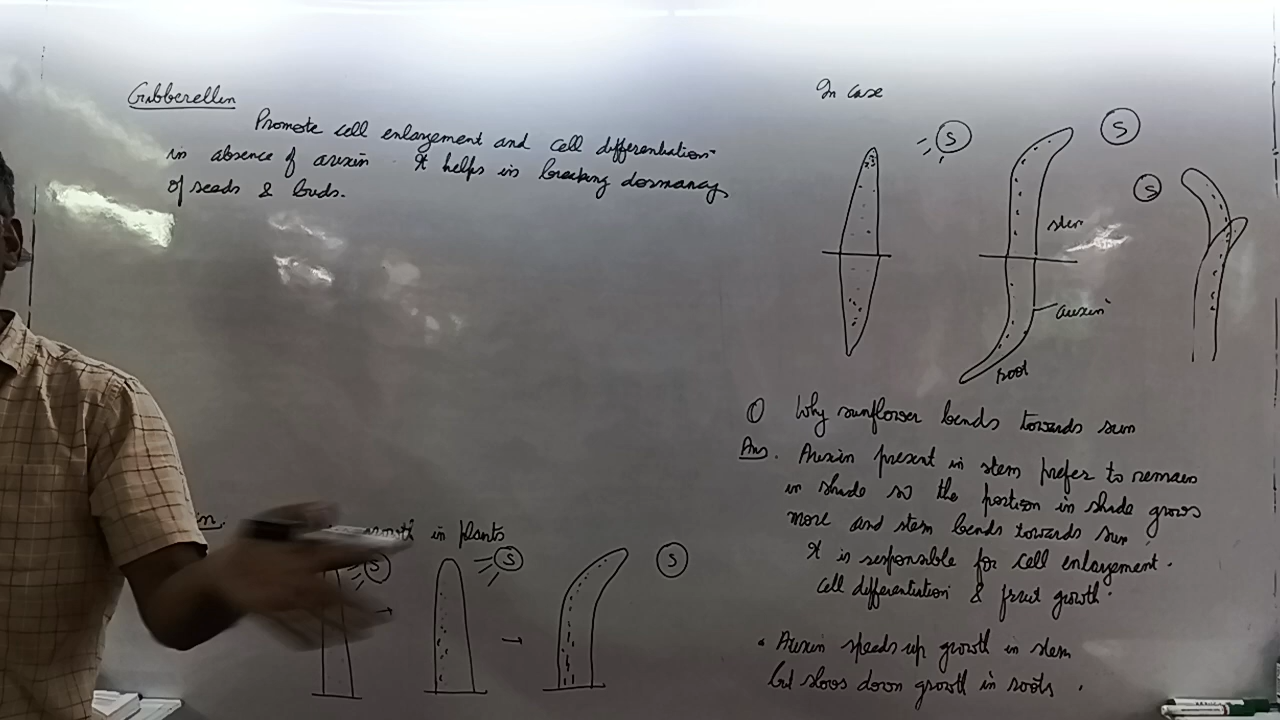 Gibberellin
Promote cell enlargement and cell differentiation
in absence of auxin. It helps in breaking dormancy
of seeds & buds.
growth in plants
S
S
S
In case
S
S
S
stem
auxin
root
Why sunflower bends towards sun
Ans. Auxin present in stem prefer to remain
in shade so the portion in shade grows
more and stem bends towards sun
It is responsible for cell enlargement.
cell differentiation & fruit growth.
Auxin speeds up growth in stem
but slows down growth in roots.